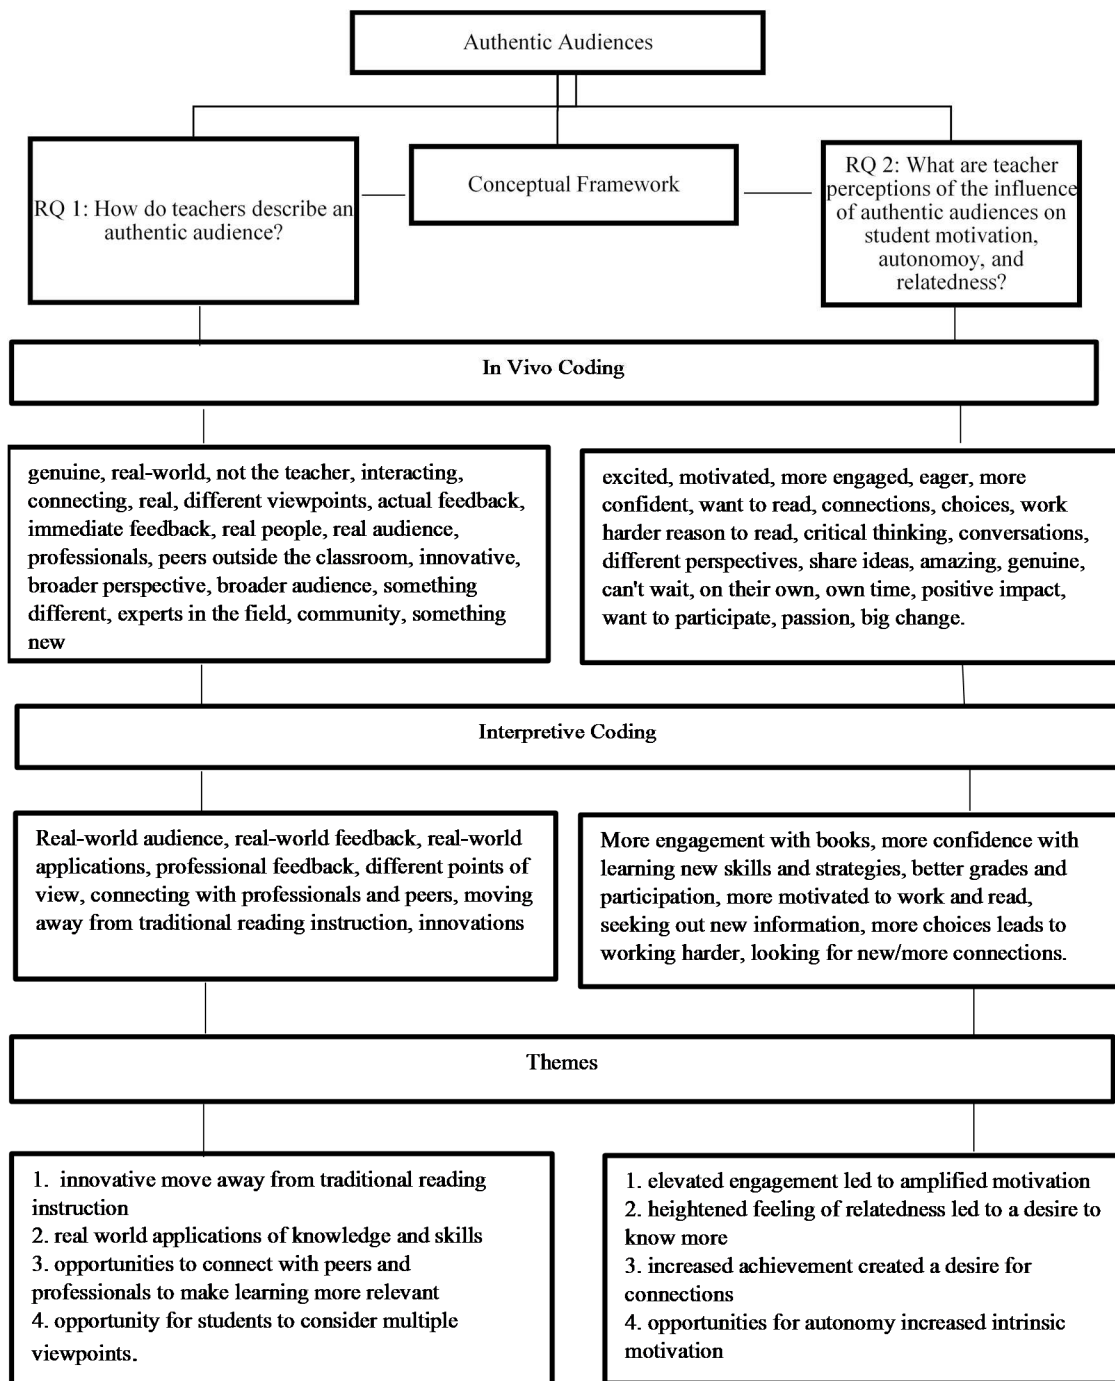 Authentic Audiences
RQ 1: How do teachers describe an
authentic audience?
Conceptual Framework
RQ 2: What are teacher
perceptions of the influence
of authentic audiences on
student motivation,
autonomoy, and
relatedness?
In Vivo Coding
genuine, real-world, not the teacher, interacting,
connecting, real, different viewpoints, actual feedback,
immediate feedback, real people, real audience,
professionals, peers outside the classroom, innovative,
broader perspective, broader audience, something
different, experts in the field, community, something
new
excited, motivated, more engaged, eager, more
confident, want to read, connections, choices, work
harder reason to read, critical thinking, conversations,
different perspectives, share ideas, amazing, genuine,
can't wait, on their own, own time, positive impact,
want to participate, passion, big change.
Interpretive Coding
Real-world audience, real-world feedback, real-world
applications, professional feedback, different points of
view, connecting with professionals and peers, moving
away from traditional reading instruction, innovations
More engagement with books, more confidence with
learning new skills and strategies, better grades and
participation, more motivated to work and read,
seeking out new information, more choices leads to
working harder, looking for new/more connections.
Themes
1. innovative move away from traditional reading
instruction
2. real world applications of knowledge and skills
3. opportunities to connect with peers and
professionals to make learning more relevant
4. opportunity for students to consider multiple
viewpoints.
1. elevated engagement led to amplified motivation
2. heightened feeling of relatedness led to a desire to
know more
3. increased achievement created a desire for
connections
4. opportunities for autonomy increased intrinsic
motivation